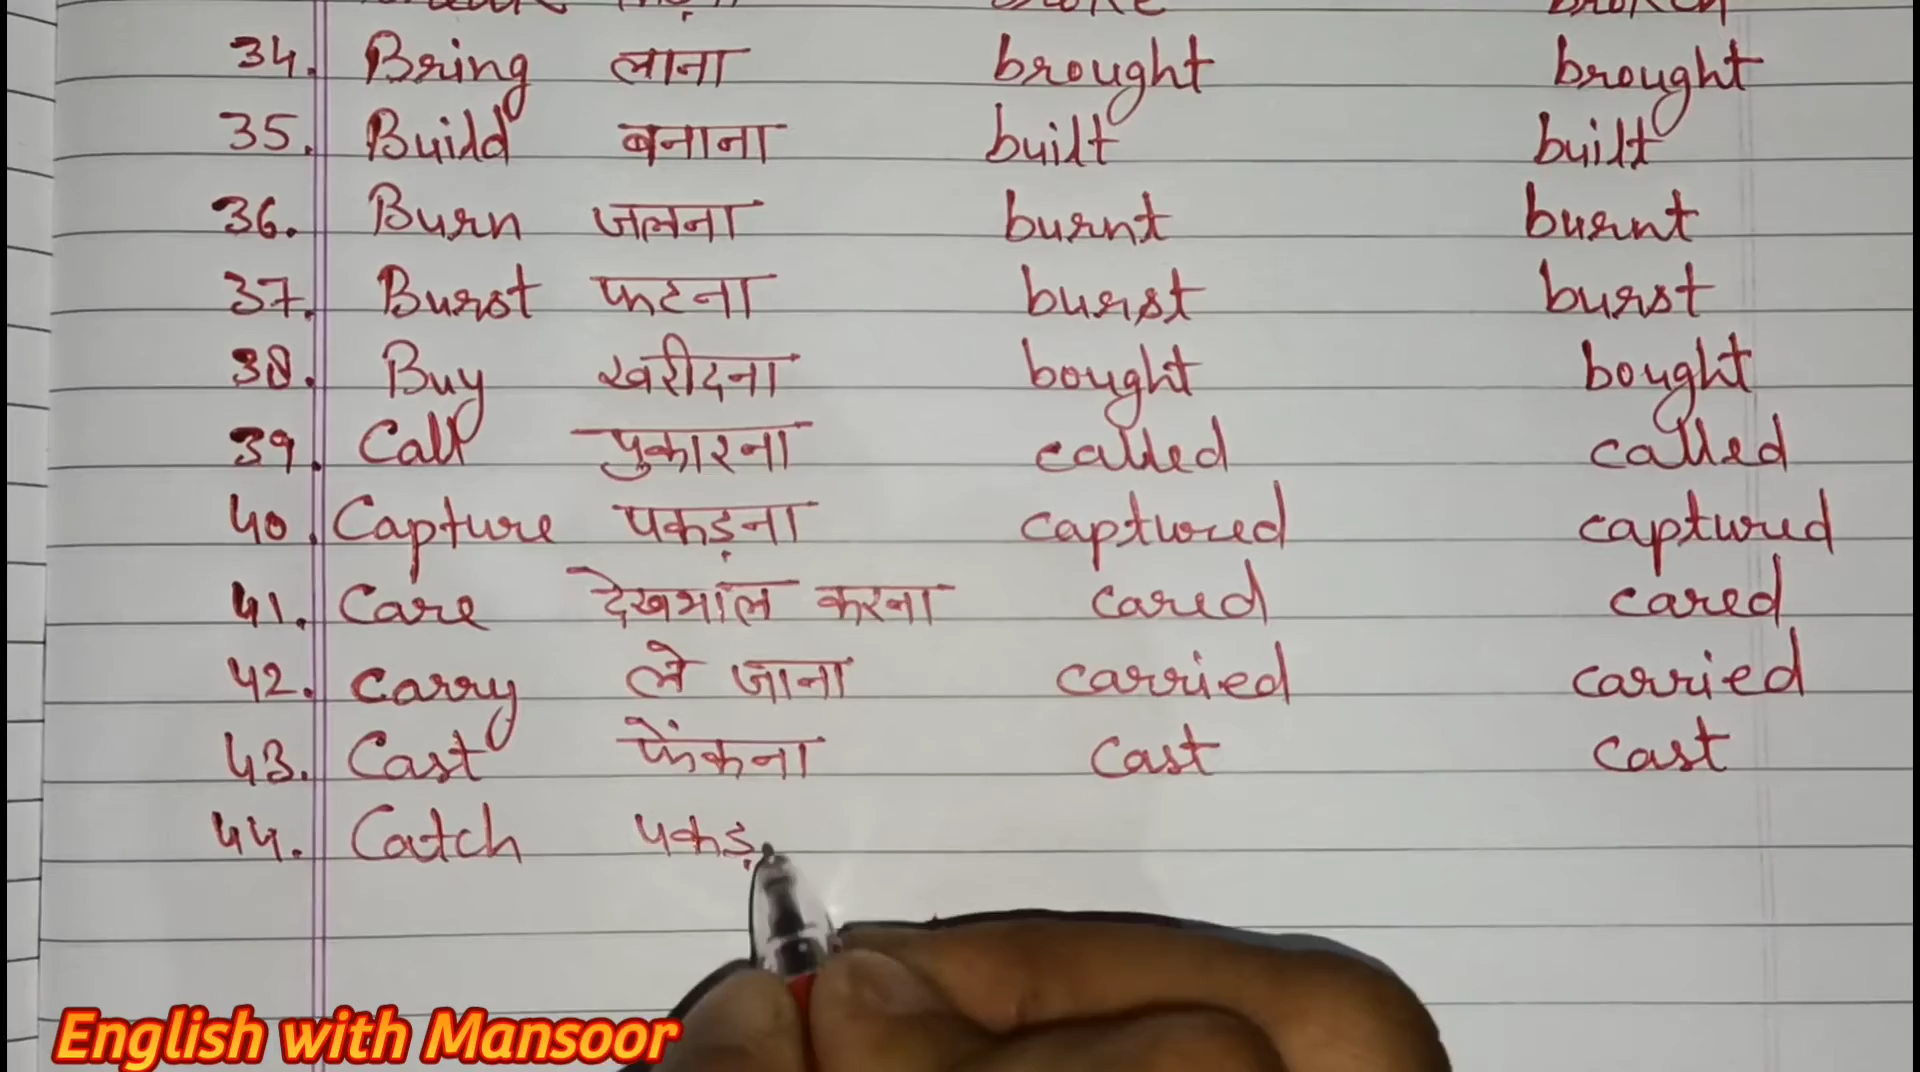 broke broken
34. Bring लाना brought brought
35. Build बनाना built built
36. Burn जलना burnt burnt
37. Burst फटना burst burst
38. Buy खरीदना bought bought
39. Call पुकारना called called
40. Capture पकड़ना captured captured
41. Care देखभाल करना cared cared
42. Carry ले जाना carried carried
43. Cast फेंकना cast cast
44. Catch पकड़
English with Mansoor